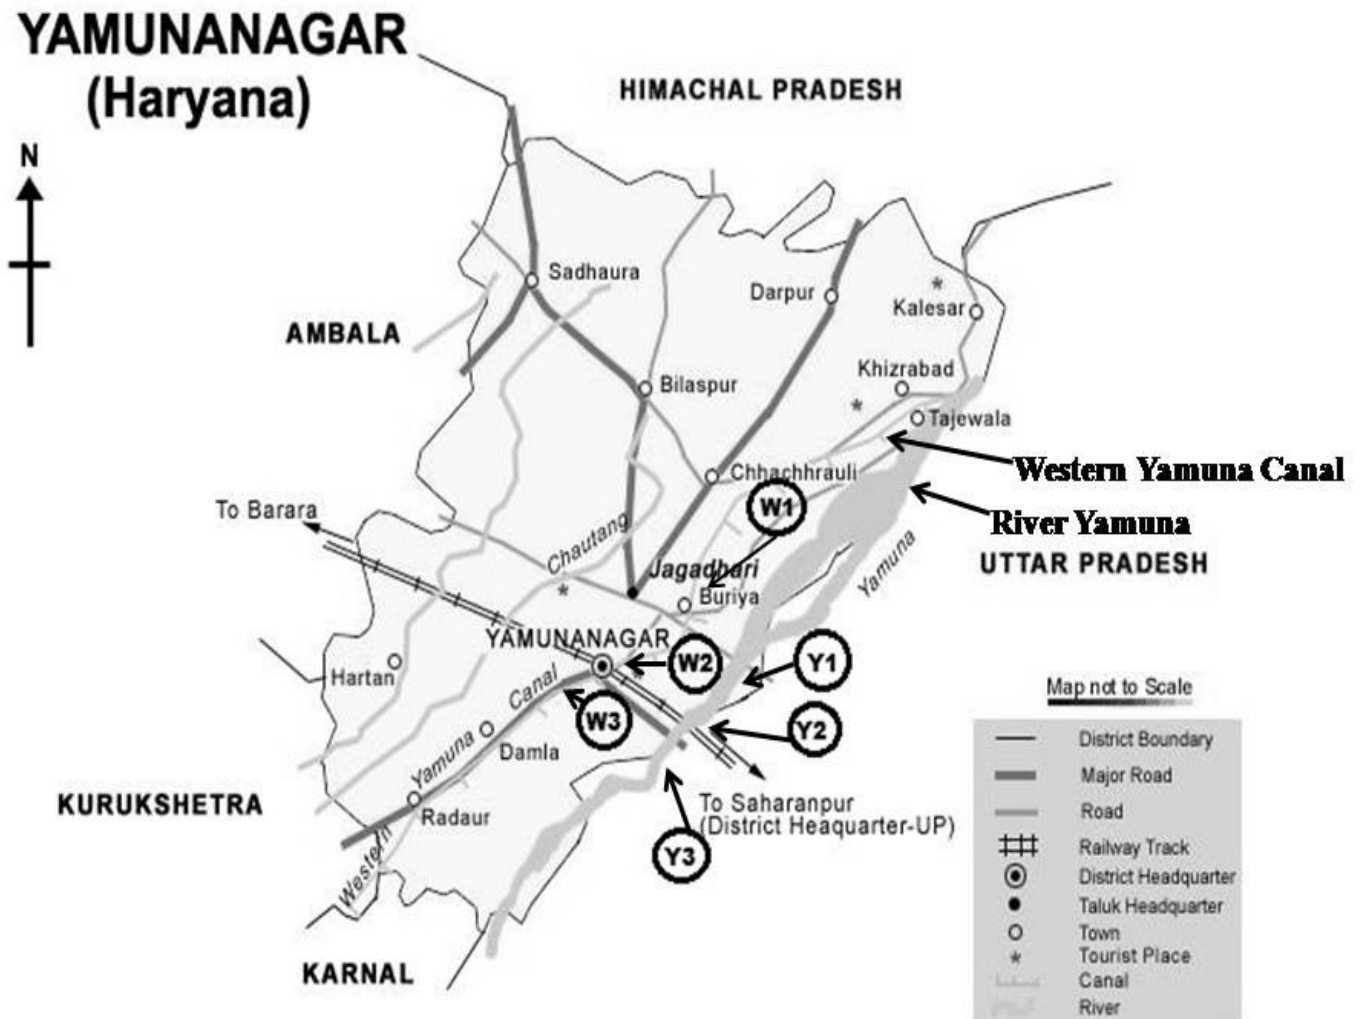 YAMUNANAGAR
(Haryana)
HIMACHAL PRADESH
N
Sadhaura
Darpur
Kalesar
AMBALA
Khizrabad
Bilaspur
Tajewala
Chhachhrauli
Western Yamuna Canal
W1
To Barara
River Yamuna
Chautang
Yamuna
UTTAR PRADESH
Jagadhari
Buriya
YAMUNANAGAR
W2
Y1
Hartan
Canal
Map not to Scale
W3
Y2
Yamuna
Damla
District Boundary
Major Road
KURUKSHETRA
To Saharanpur
(District Heaquarter-UP)
Radaur
Road
Railway Track
Y3
Western
District Headquarter
Taluk Headquarter
Town
Tourist Place
KARNAL
Canal
River